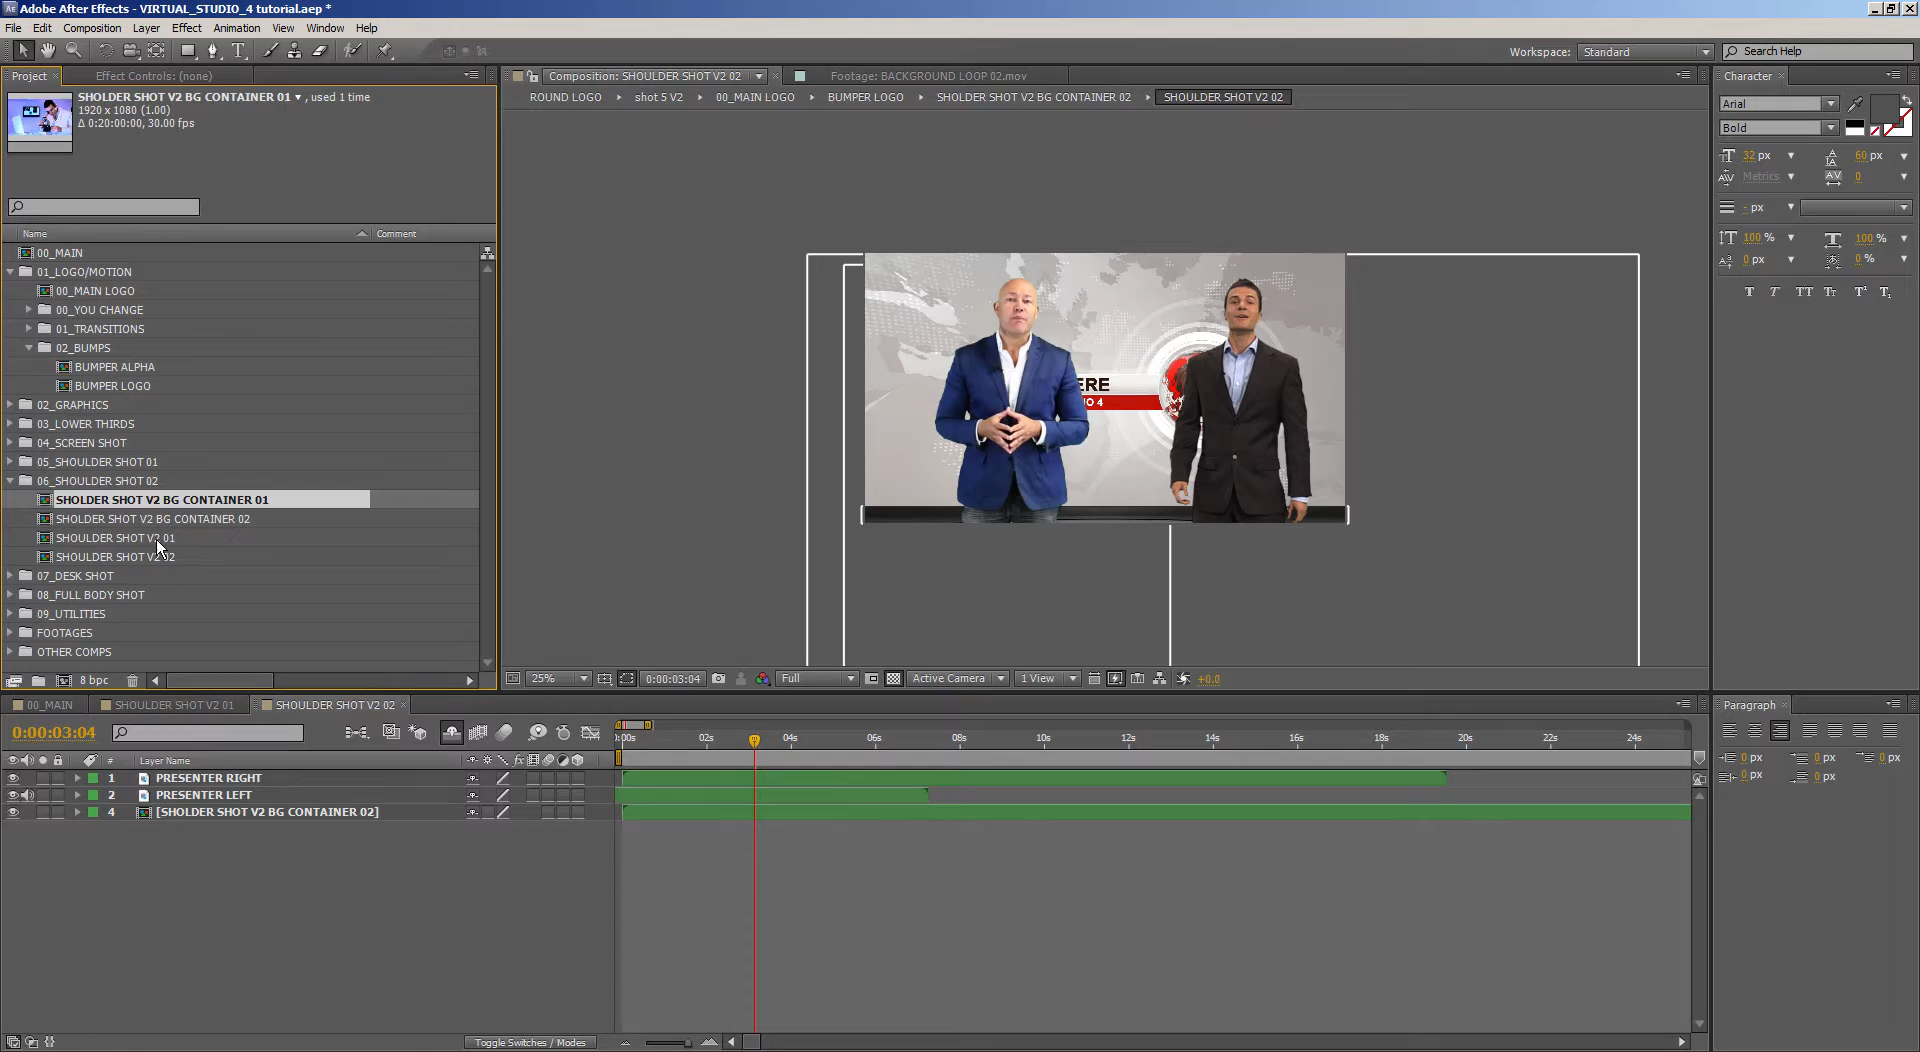 Adobe After Effects - VIRTUAL_STUDIO_4 tutorial.aep *
File Edit Composition Layer Effect Animation View Window Help
Workspace: Standard Search Help
Project Effect Controls: (none)
SHOLDER SHOT V2 BG CONTAINER 01 , used 1 time
1920 x 1080 (1.00)
Δ 0:20:00:00, 30.00 fps
Name Comment
00_MAIN
01_LOGO/MOTION
00_MAIN LOGO
00_YOU CHANGE
01_TRANSITIONS
02_BUMPS
BUMPER ALPHA
BUMPER LOGO
02_GRAPHICS
03_LOWER THIRDS
04_SCREEN SHOT
05_SHOULDER SHOT 01
06_SHOULDER SHOT 02
SHOLDER SHOT V2 BG CONTAINER 01
SHOLDER SHOT V2 BG CONTAINER 02
SHOULDER SHOT V2 01
SHOULDER SHOT V2 02
07_DESK SHOT
08_FULL BODY SHOT
09_UTILITIES
FOOTAGES
OTHER COMPS
8 bpc
Composition: SHOULDER SHOT V2 02 Footage: BACKGROUND LOOP 02.mov
ROUND LOGO shot 5 V2 00_MAIN LOGO BUMPER LOGO SHOLDER SHOT V2 BG CONTAINER 02 SHOULDER SHOT V2 02
ERE
IO 4
25% 0:00:03:04 Full Active Camera 1 View +0.0
Character
Arial
Bold
32 px 60 px
Metrics 0
- px
100 % 100 %
0 px 0 %
T T TT Tt T¹ T₁
00_MAIN SHOULDER SHOT V2 01 SHOULDER SHOT V2 02
0:00:03:04
# Layer Name
1 PRESENTER RIGHT
2 PRESENTER LEFT
4 [SHOLDER SHOT V2 BG CONTAINER 02]
):00s 02s 04s 06s 08s 10s 12s 14s 16s 18s 20s 22s 24s
Toggle Switches / Modes
Paragraph
0 px 0 px 0 px
0 px 0 px